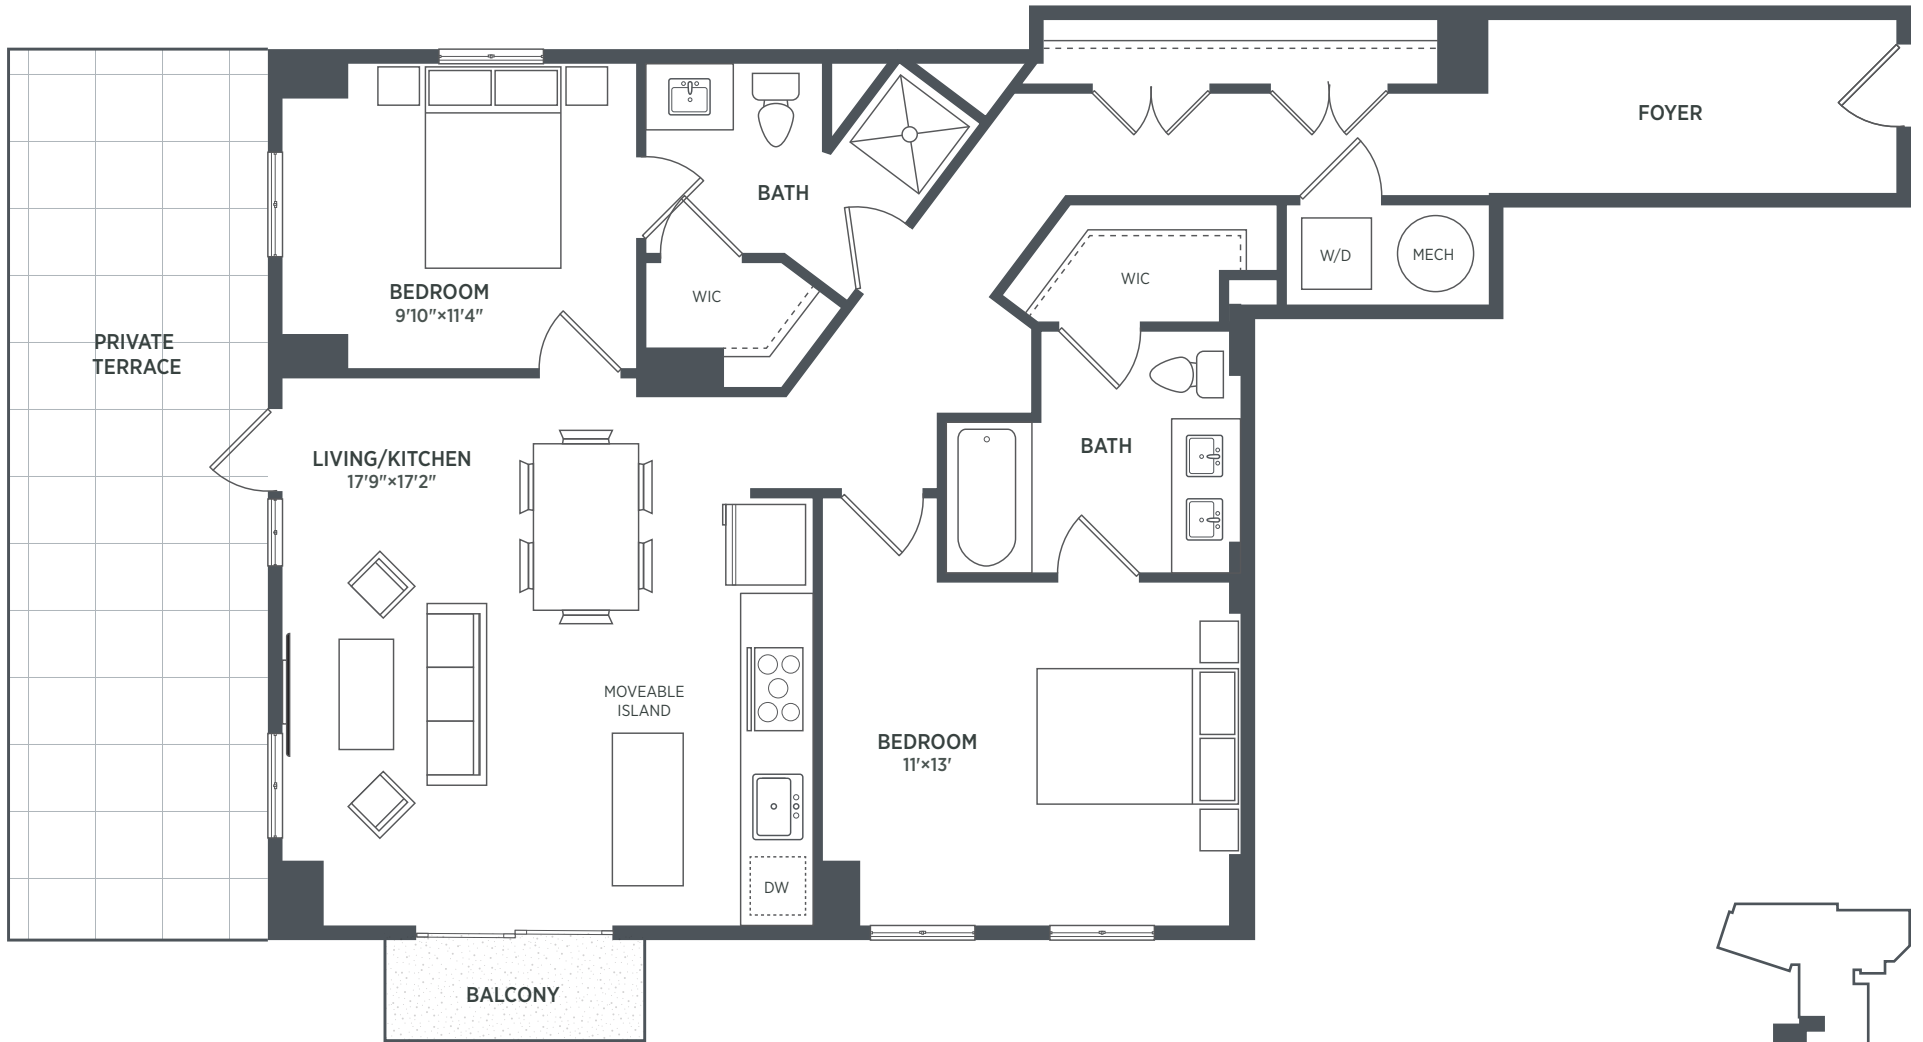 FOYER
BATH
W/D
MECH
WIC
BEDROOM
9'10"×11'4"
WIC
PRIVATE
TERRACE
BATH
LIVING/KITCHEN
17'9"×17'2"
MOVEABLE
ISLAND
BEDROOM
11'×13'
DW
BALCONY